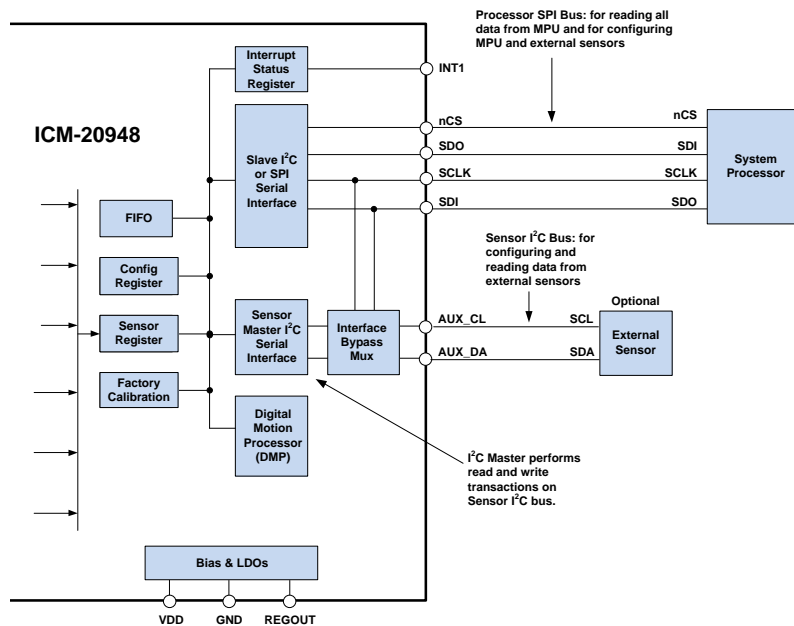 Processor SPI Bus: for reading all
data from MPU and for configuring
MPU and external sensors
Interrupt
Status
Register
INT1
ICM-20948
Slave I²C
or SPI
Serial
Interface
nCS
SDO
SCLK
SDI
nCS
SDI
SCLK
SDO
System
Processor
FIFO
Config
Register
Sensor
Register
Factory
Calibration
Sensor I²C Bus: for
configuring and
reading data from
external sensors
Sensor
Master I²C
Serial
Interface
Interface
Bypass
Mux
AUX_CL
AUX_DA
SCL
SDA
Optional
External
Sensor
Digital
Motion
Processor
(DMP)
I²C Master performs
read and write
transactions on
Sensor I²C bus.
Bias & LDOs
VDD
GND
REGOUT